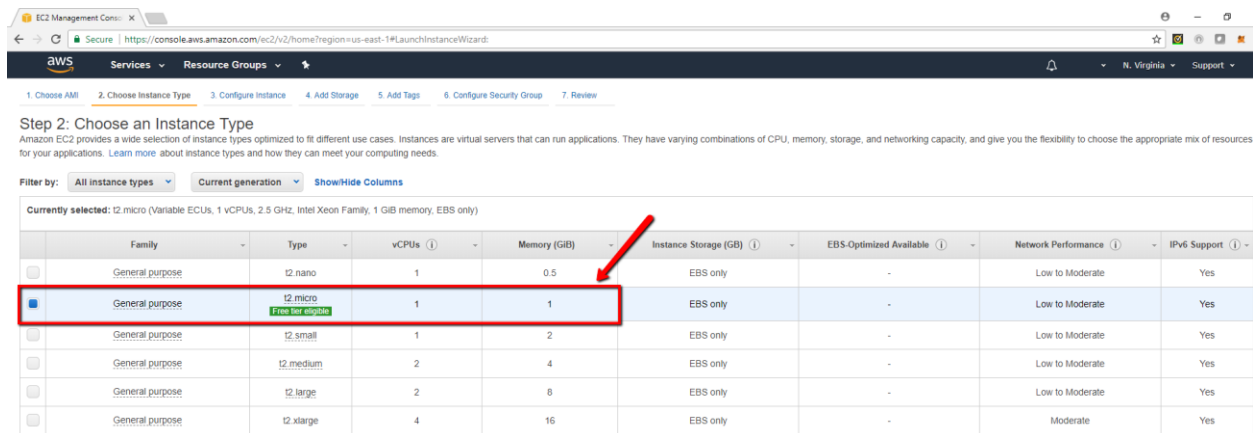 EC2 Management Conso
Secure | https://console.aws.amazon.com/ec2/v2/home?region=us-east-1#LaunchInstanceWizard:
aws Services Resource Groups N. Virginia Support
1. Choose AMI 2. Choose Instance Type 3. Configure Instance 4. Add Storage 5. Add Tags 6. Configure Security Group 7. Review
Step 2: Choose an Instance Type
Amazon EC2 provides a wide selection of instance types optimized to fit different use cases. Instances are virtual servers that can run applications. They have varying combinations of CPU, memory, storage, and networking capacity, and give you the flexibility to choose the appropriate mix of resources
for your applications. Learn more about instance types and how they can meet your computing needs.
Filter by: All instance types Current generation Show/Hide Columns
Currently selected: t2.micro (Variable ECUs, 1 vCPUs, 2.5 GHz, Intel Xeon Family, 1 GiB memory, EBS only)
Family Type vCPUs Memory (GiB) Instance Storage (GB) EBS-Optimized Available Network Performance IPv6 Support
General purpose t2.nano 1 0.5 EBS only - Low to Moderate Yes
General purpose t2.micro 1 1 EBS only - Low to Moderate Yes
Free tier eligible
General purpose t2.small 1 2 EBS only - Low to Moderate Yes
General purpose t2.medium 2 4 EBS only - Low to Moderate Yes
General purpose t2.large 2 8 EBS only - Low to Moderate Yes
General purpose t2.xlarge 4 16 EBS only - Moderate Yes